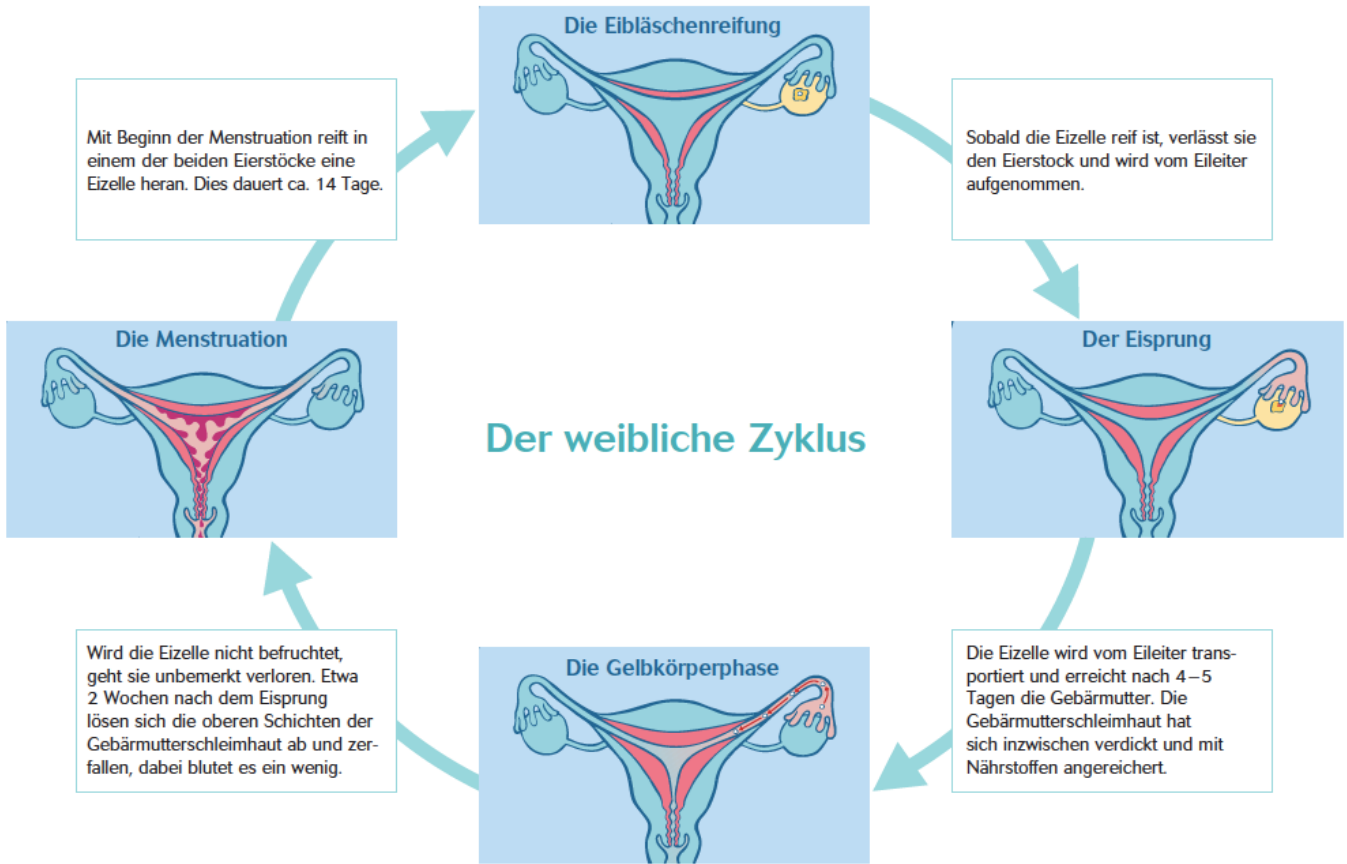 Die Eibläschenreifung
Mit Beginn der Menstruation reift in
einem der beiden Eierstöcke eine
Eizelle heran. Dies dauert ca. 14 Tage.
Sobald die Eizelle reif ist, verlässt sie
den Eierstock und wird vom Eileiter
aufgenommen.
Die Menstruation
Der Eisprung
Der weibliche Zyklus
Wird die Eizelle nicht befruchtet,
geht sie unbemerkt verloren. Etwa
2 Wochen nach dem Eisprung
lösen sich die oberen Schichten der
Gebärmutterschleimhaut ab und zer-
fallen, dabei blutet es ein wenig.
Die Gelbkörperphase
Die Eizelle wird vom Eileiter trans-
portiert und erreicht nach 4–5
Tagen die Gebärmutter. Die
Gebärmutterschleimhaut hat
sich inzwischen verdickt und mit
Nährstoffen angereichert.